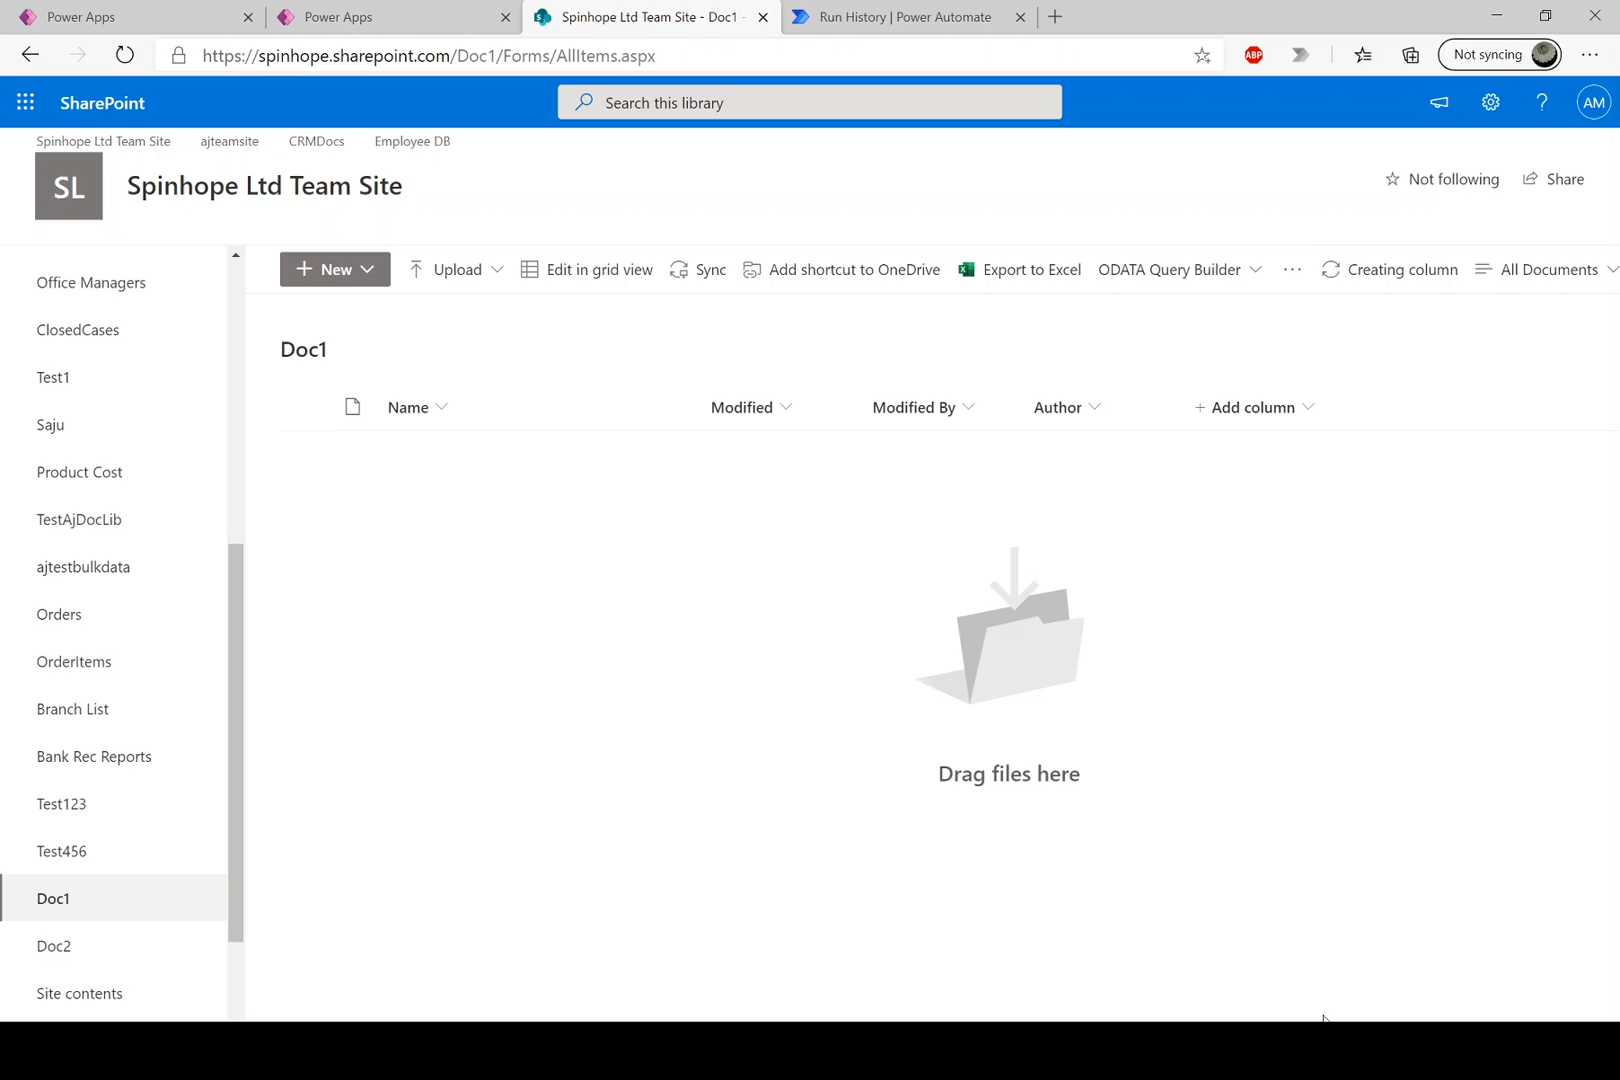 Power Apps
Power Apps
Spinhope Ltd Team Site - Doc1 -
Run History | Power Automate
https://spinhope.sharepoint.com/Doc1/Forms/AllItems.aspx
ABP
Not syncing
SharePoint
Search this library
?
AM
Spinhope Ltd Team Site
ajteamsite
CRMDocs
Employee DB
SL
Spinhope Ltd Team Site
Not following
Share
+ New
Upload
Edit in grid view
Sync
Add shortcut to OneDrive
Export to Excel
ODATA Query Builder
...
Creating column
All Documents
Office Managers
ClosedCases
Test1
Saju
Product Cost
TestAjDocLib
ajtestbulkdata
Orders
OrderItems
Branch List
Bank Rec Reports
Test123
Test456
Doc1
Doc2
Site contents
Doc1
Name
Modified
Modified By
Author
+ Add column
Drag files here